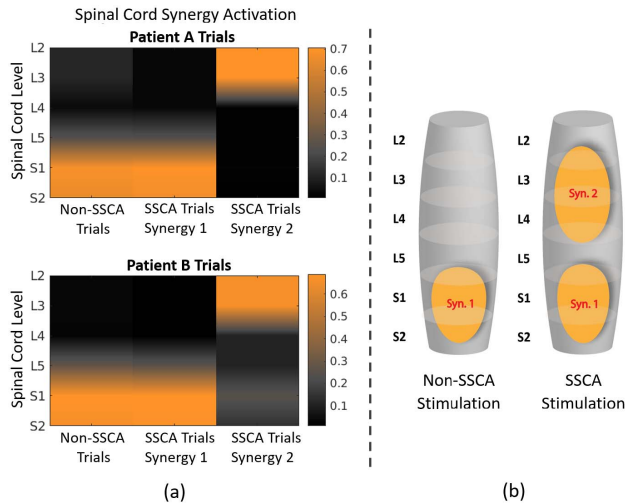 Spinal Cord Synergy Activation
Patient A Trials
Spinal Cord Level
L2
L3
L4
L5
S1
S2
0.7
0.6
0.5
0.4
0.3
0.2
0.1
Non-SSCA
Trials
SSCA Trials
Synergy 1
SSCA Trials
Synergy 2
Patient B Trials
Spinal Cord Level
L2
L3
L4
L5
S1
S2
0.6
0.5
0.4
0.3
0.2
0.1
Non-SSCA
Trials
SSCA Trials
Synergy 1
SSCA Trials
Synergy 2
(a)
L2
L3
L4
L5
S1
S2
Syn. 1
Non-SSCA
Stimulation
L2
L3
L4
L5
S1
S2
Syn. 2
Syn. 1
SSCA
Stimulation
(b)